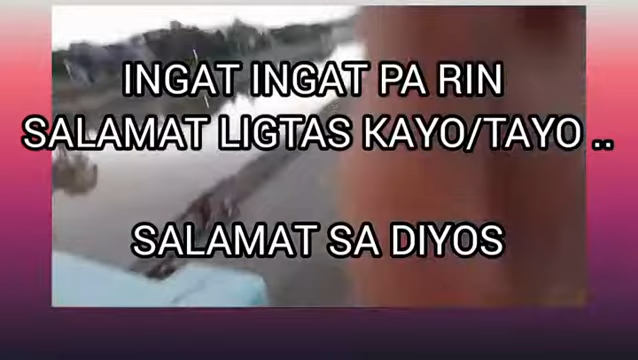 INGAT INGAT PA RIN
SALAMAT LIGTAS KAYO/TAYO ..
SALAMAT SA DIYOS